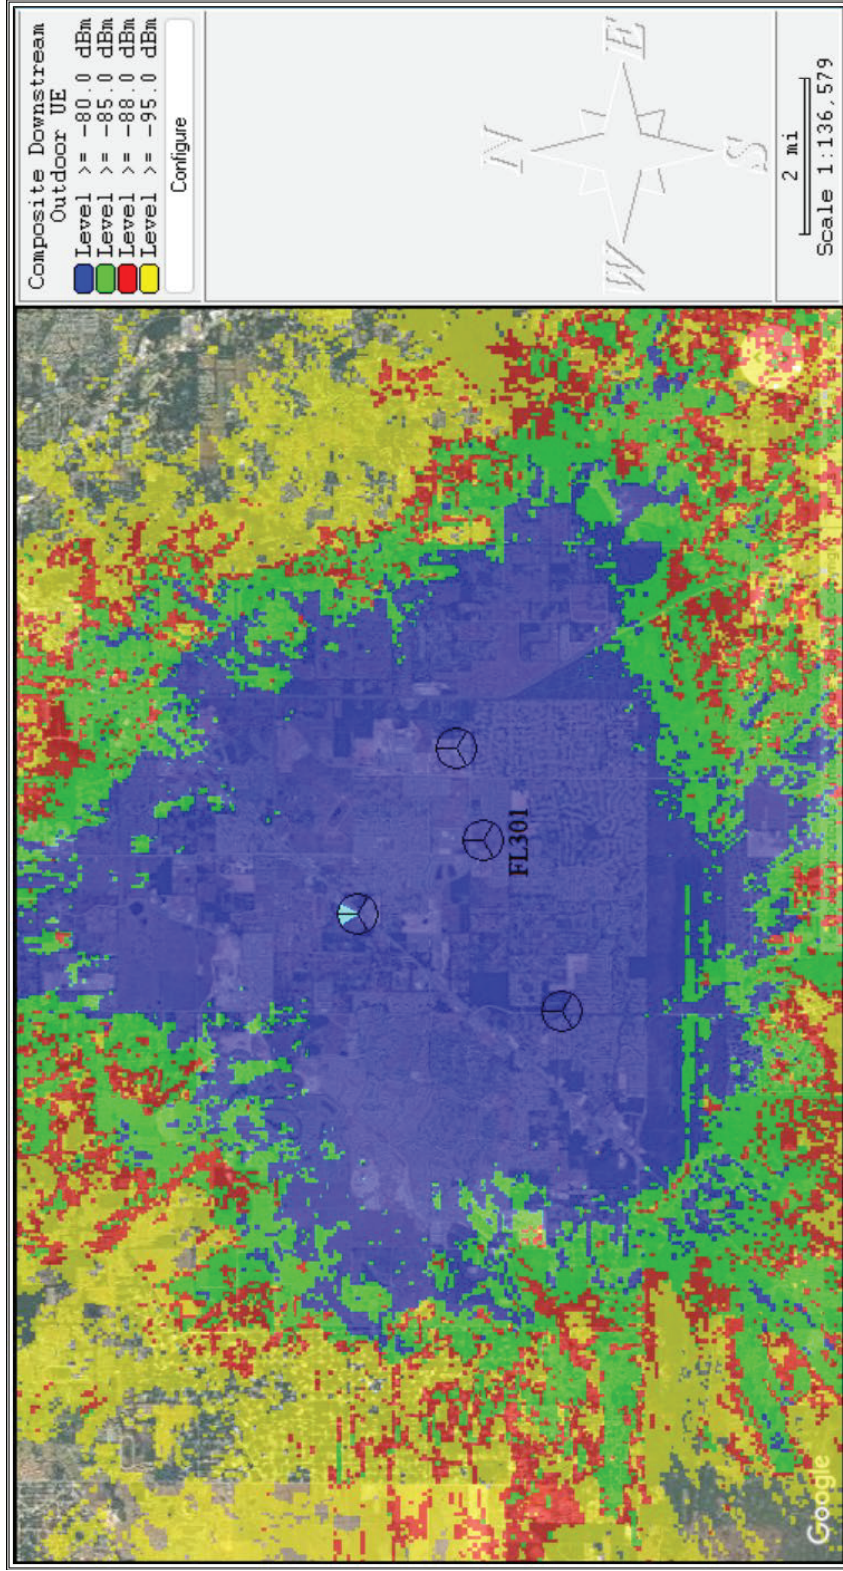 Composite Downstream
Outdoor UE
Level >= -80.0 dBm
Level >= -85.0 dBm
Level >= -88.0 dBm
Level >= -95.0 dBm
Configure
N
W
E
S
2 mi
Scale 1:136,579
FL301
Google